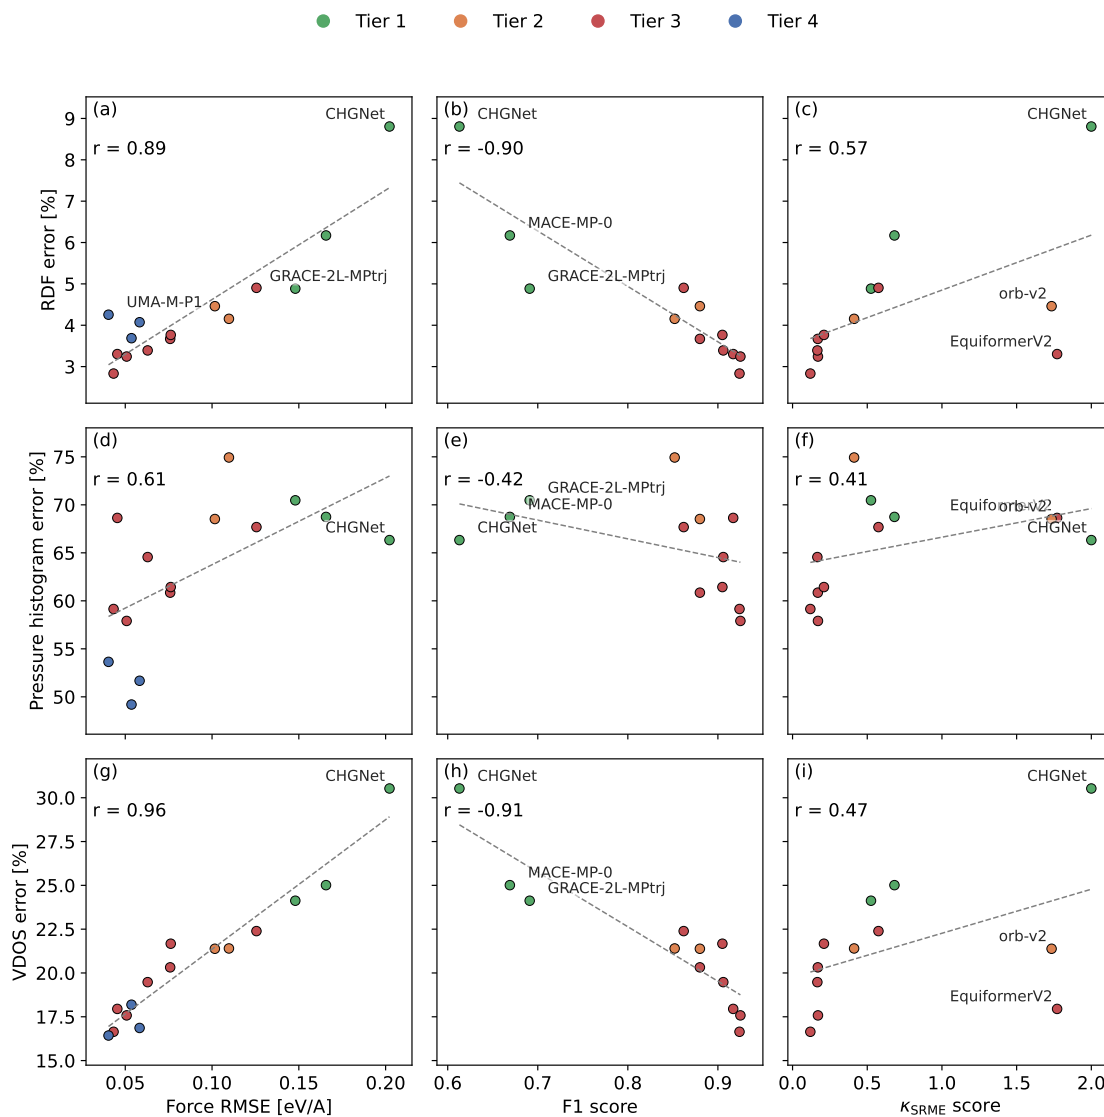 Tier 1 Tier 2 Tier 3 Tier 4
(a)
CHGNet
r = 0.89
GRACE-2L-MPtrj
UMA-M-P1
RDF error [%]
9
8
7
6
5
4
3
(b)
CHGNet
r = -0.90
MACE-MP-0
GRACE-2L-MPtrj
(c)
CHGNet
r = 0.57
orb-v2
EquiformerV2
(d)
r = 0.61
CHGNet
Pressure histogram error [%]
75
70
65
60
55
50
(e)
r = -0.42
GRACE-2L-MPtrj
MACE-MP-0
CHGNet
(f)
r = 0.41
EquiformerV2
orb-v2
CHGNet
(g)
CHGNet
r = 0.96
VDOS error [%]
30.0
27.5
25.0
22.5
20.0
17.5
15.0
0.05 0.10 0.15 0.20
Force RMSE [eV/A]
(h)
CHGNet
r = -0.91
MACE-MP-0
GRACE-2L-MPtrj
0.6 0.7 0.8 0.9
F1 score
(i)
CHGNet
r = 0.47
orb-v2
EquiformerV2
0.0 0.5 1.0 1.5 2.0
κSRME score